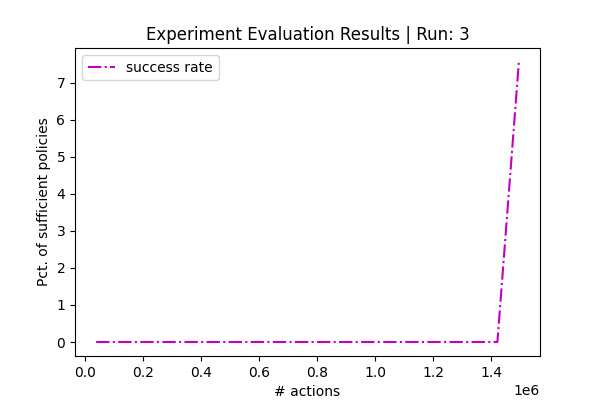 Experiment Evaluation Results | Run: 3
success rate
Pct. of sufficient policies
7
6
5
4
3
2
1
0
0.0 0.2 0.4 0.6 0.8 1.0 1.2 1.4
1e6
# actions